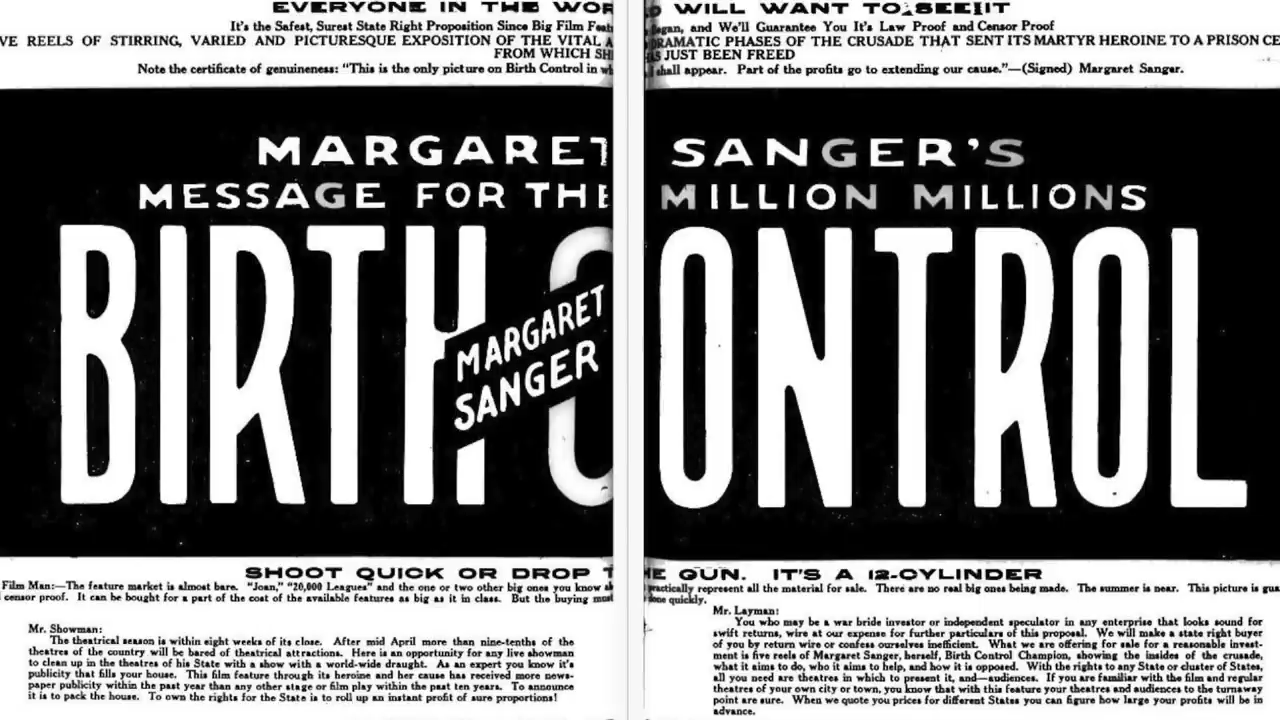 EVERYONE IN THE WOR D WILL WANT TO SEE IT
It's the Safest, Surest State Right Proposition Since Big Film Feat egan, and We'll Guarantee You It's Law Proof and Censor Proof
VE REELS OF STIRRING, VARIED AND PICTURESQUE EXPOSITION OF THE VITAL A DRAMATIC PHASES OF THE CRUSADE THAT SENT ITS MARTYR HEROINE TO A PRISON CE
FROM WHICH SH AS JUST BEEN FREED
Note the certificate of genuineness: "This is the only picture on Birth Control in wh I shall appear. Part of the profits go to extending our cause."—(Signed) Margaret Sanger.
MARGARET SANGER'S
MESSAGE FOR THE MILLION MILLIONS
BIRTH CONTROL
MARGARET
SANGER
SHOOT QUICK OR DROP THE GUN. IT'S A 12-CYLINDER
Film Man:—The feature market is almost bare. "Joan," "20,000 Leagues" and the one or two other big ones you know ab practically represent all the material for sale. There are no real big ones being made. The summer is near. This picture is gua
censor proof. It can be bought for a part of the cost of the available features as big as it in class. But the buying must done quickly.
Mr. Showman:
The theatrical season is within eight weeks of its close. After mid April more than nine-tenths of the
theatres of the country will be bared of theatrical attractions. Here is an opportunity for any live showman
to clean up in the theatres of his State with a show with a world-wide draught. As an expert you know it's
publicity that fills your house. This film feature through its heroine and her cause has received more news-
paper publicity within the past year than any other stage or film play within the past ten years. To announce
it is to pack the house. To own the rights for the State is to roll up an instant profit of sure proportions!
Mr. Layman:
You who may be a war bride investor or independent speculator in any enterprise that looks sound for
swift returns, wire at our expense for further particulars of this proposal. We will make a state right buyer
of you by return wire or confess ourselves inefficient. What we are offering for sale for a reasonable invest-
ment is five reels of Margaret Sanger, herself, Birth Control Champion, showing the insides of the crusade,
what it aims to do, who it aims to help, and how it is opposed. With the rights to any State or cluster of States,
all you need are theatres in which to present it, and—audiences. If you are familiar with the film and regular
theatres of your own city or town, you know that with this feature your theatres and audiences to the turnaway
point are sure. When we quote you prices for different States you can figure how large your profits will be in
advance.